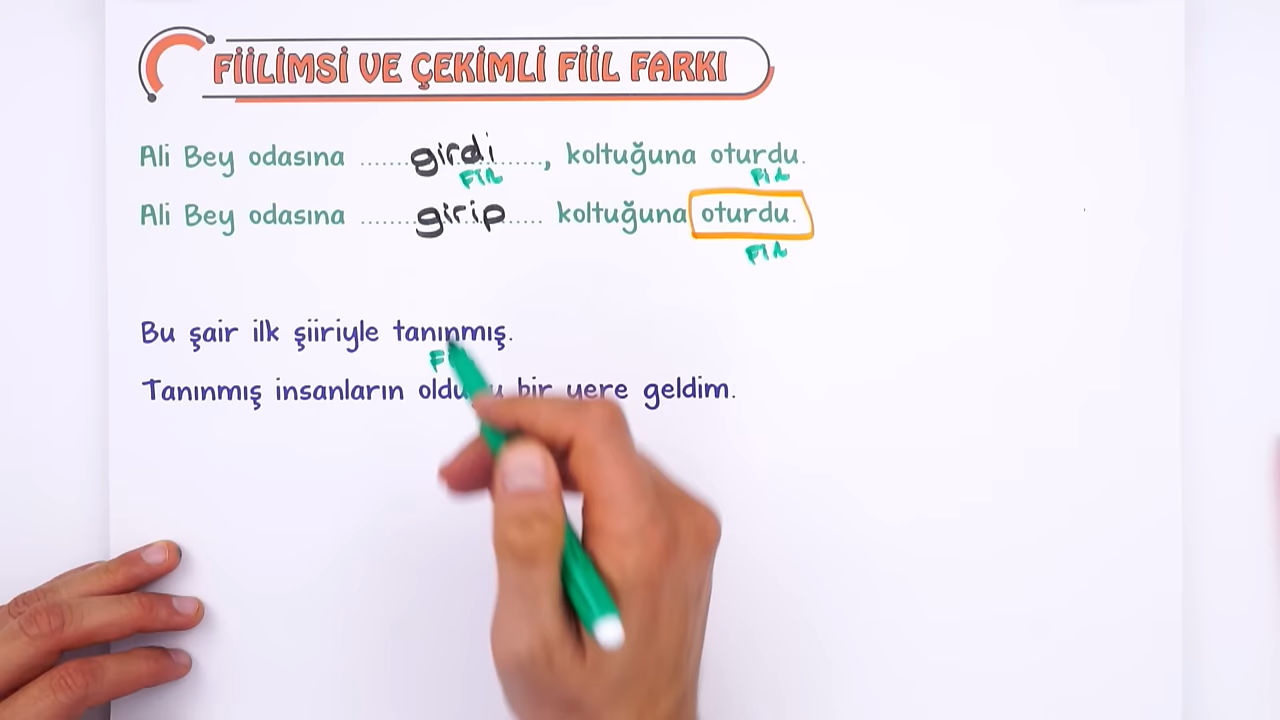 FİİLİMSİ VE ÇEKİMLİ FİİL FARKI
Ali Bey odasına .......girdi......, koltuğuna oturdu.
FİL FİL
Ali Bey odasına ........girip...... koltuğuna oturdu.
FİL
Bu şair ilk şiiriyle tanınmış.
Tanınmış insanların bir yere geldim.